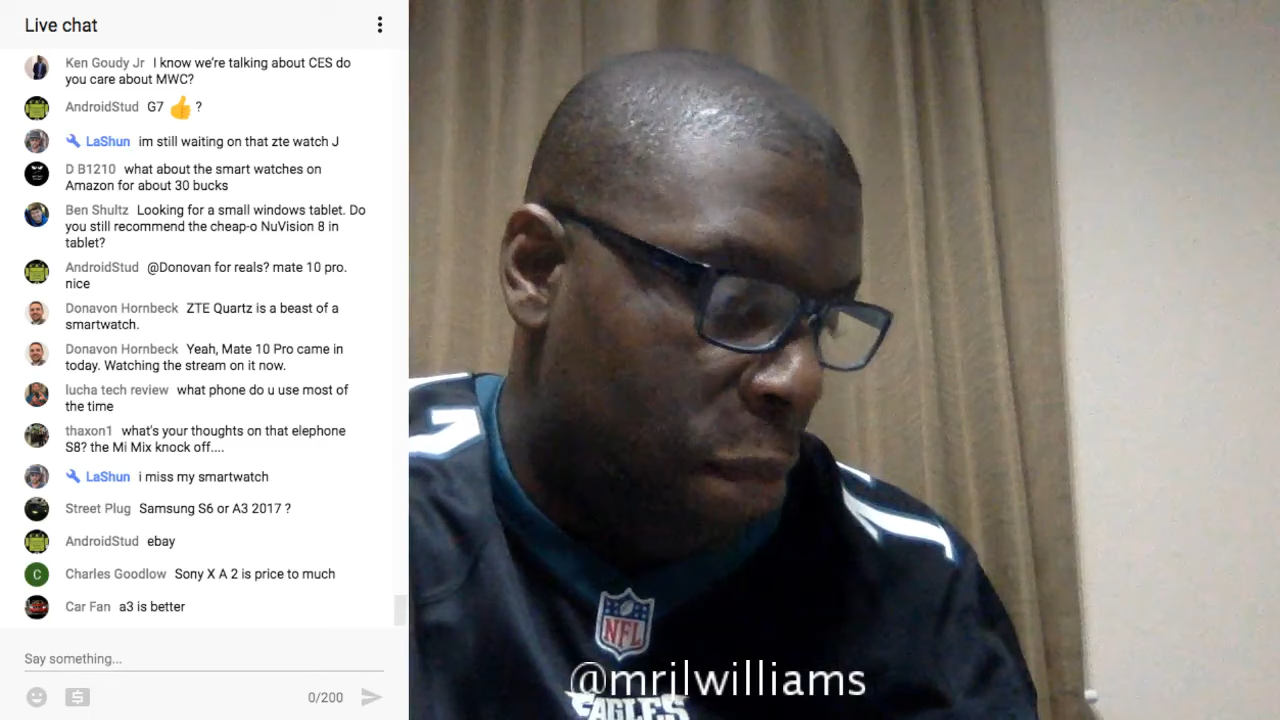 Live chat
Ken Goudy Jr I know we're talking about CES do
you care about MWC?
AndroidStud G7 👍 ?
LaShun im still waiting on that zte watch J
D B1210 what about the smart watches on
Amazon for about 30 bucks
Ben Shultz Looking for a small windows tablet. Do
you still recommend the cheap-o NuVision 8 in
tablet?
AndroidStud @Donovan for reals? mate 10 pro.
nice
Donavon Hornbeck ZTE Quartz is a beast of a
smartwatch.
Donavon Hornbeck Yeah, Mate 10 Pro came in
today. Watching the stream on it now.
lucha tech review what phone do u use most of
the time
thaxon1 what's your thoughts on that elephone
S8? the Mi Mix knock off....
LaShun i miss my smartwatch
Street Plug Samsung S6 or A3 2017 ?
AndroidStud ebay
C Charles Goodlow Sony X A 2 is price to much
Car Fan a3 is better
Say something...
0/200
NFL
@mrjlwilliams
EAGLES